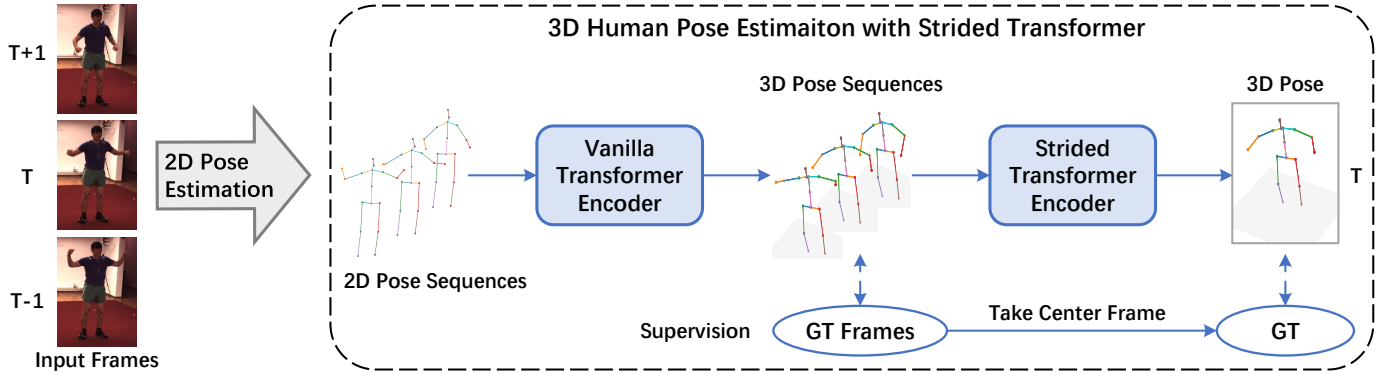 3D Human Pose Estimaiton with Strided Transformer
T+1
T
T-1
Input Frames
2D Pose
Estimation
2D Pose Sequences
Vanilla
Transformer
Encoder
3D Pose Sequences
Strided
Transformer
Encoder
3D Pose
T
Supervision
GT Frames
Take Center Frame
GT